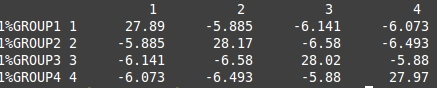 1 2 3 4
1%GROUP1 1 27.89 -5.885 -6.141 -6.073
1%GROUP2 2 -5.885 28.17 -6.58 -6.493
1%GROUP3 3 -6.141 -6.58 28.02 -5.88
1%GROUP4 4 -6.073 -6.493 -5.88 27.97